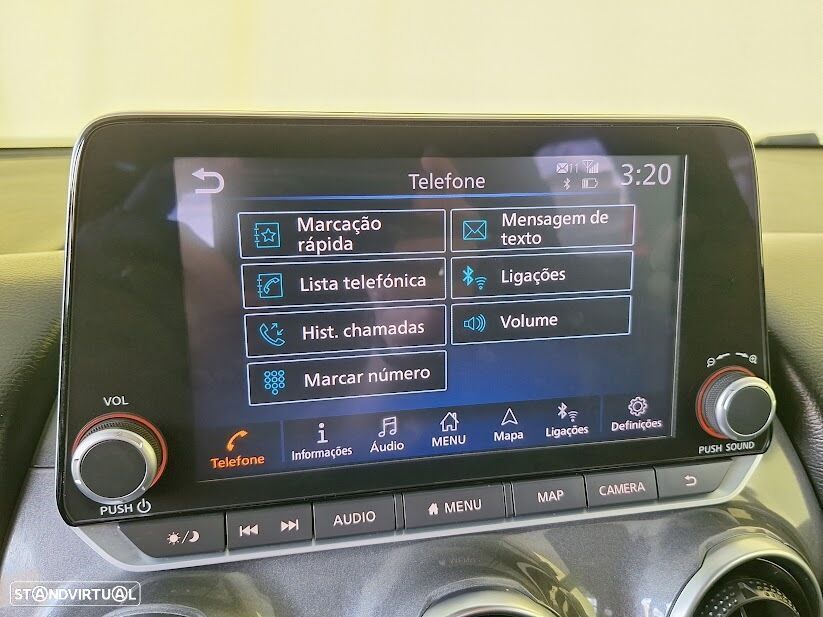 Telefone
11
3:20
Marcação
rápida
Mensagem de
texto
Lista telefónica
Ligações
Hist. chamadas
Volume
Marcar número
Telefone
Informações
Áudio
MENU
Mapa
Ligações
Definições
VOL
PUSH
PUSH SOUND
AUDIO
MENU
MAP
CAMERA
STANDVIRTUAL